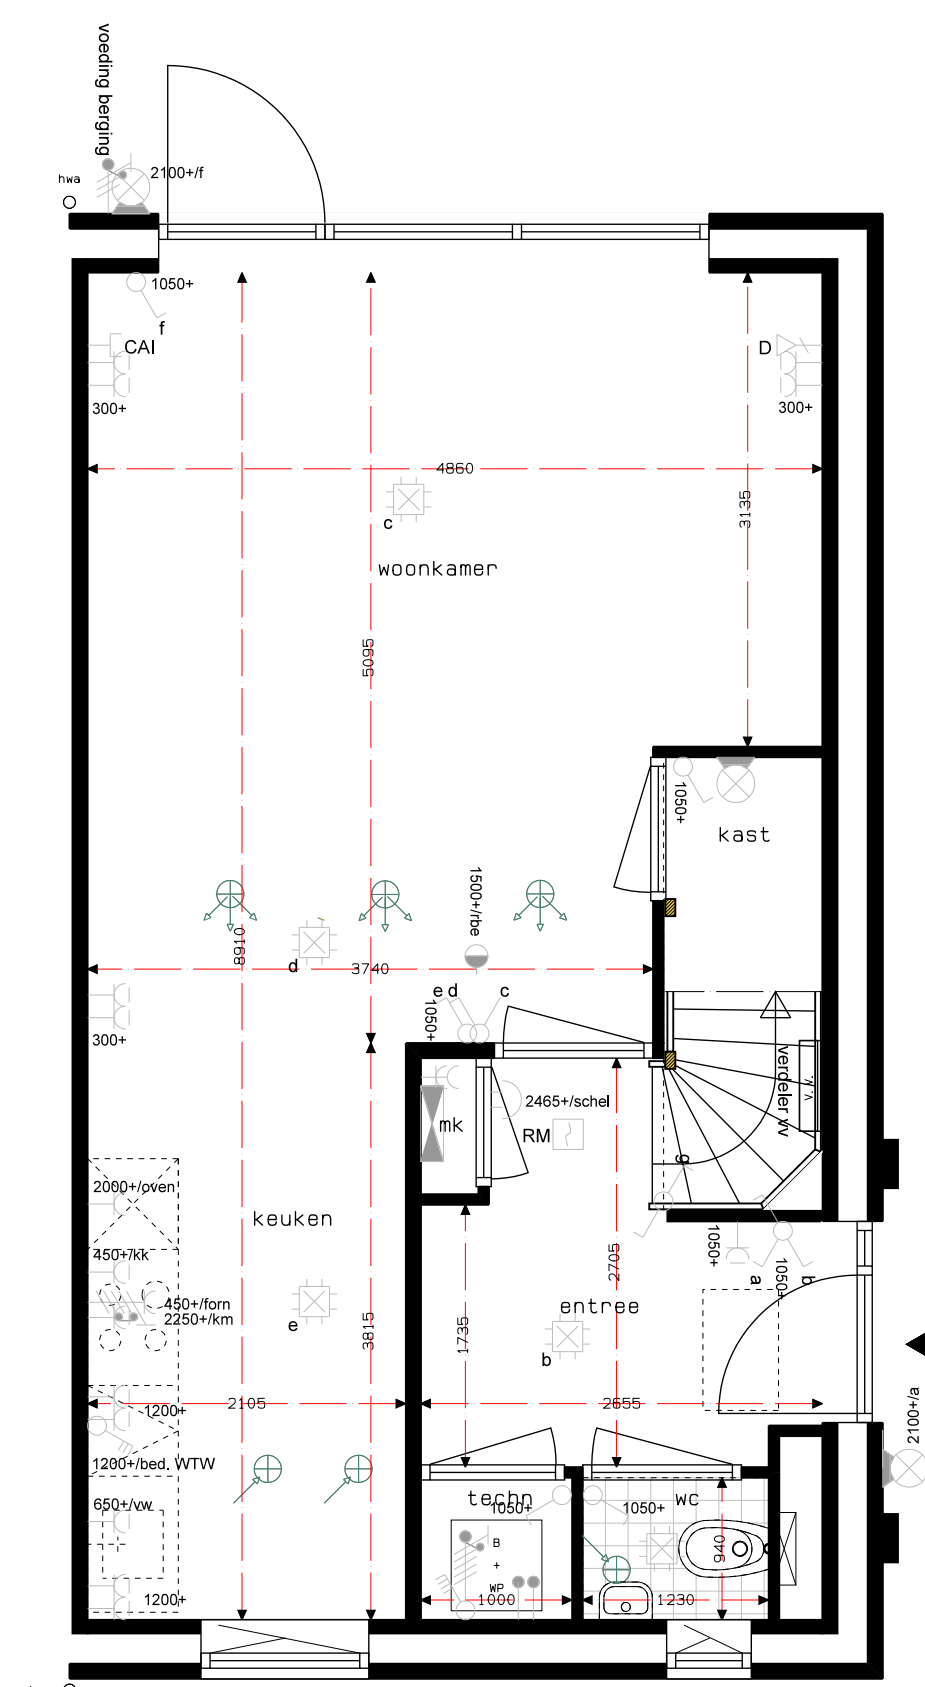 voeding berging
hwa
2100+/f
1050+
f
CAI
D
300+
300+
4860
3135
c
woonkamer
5095
1050+
kast
1500+/rbe
8910
d
3740
e d
c
1050+
300+
verdeler vv
v.v.
2465+/schel
mk
RM
g
2000+/oven
keuken
450+/kk
1050+
2705
a
1050+
b
450+/forn
2250+/km
entree
e
3815
1735
b
2105
1200+
2655
2100+/a
1200+/bed. WTW
650+/vw
techn
1050+
1050+
wc
B
+
WP
940
1200+
1000
1230